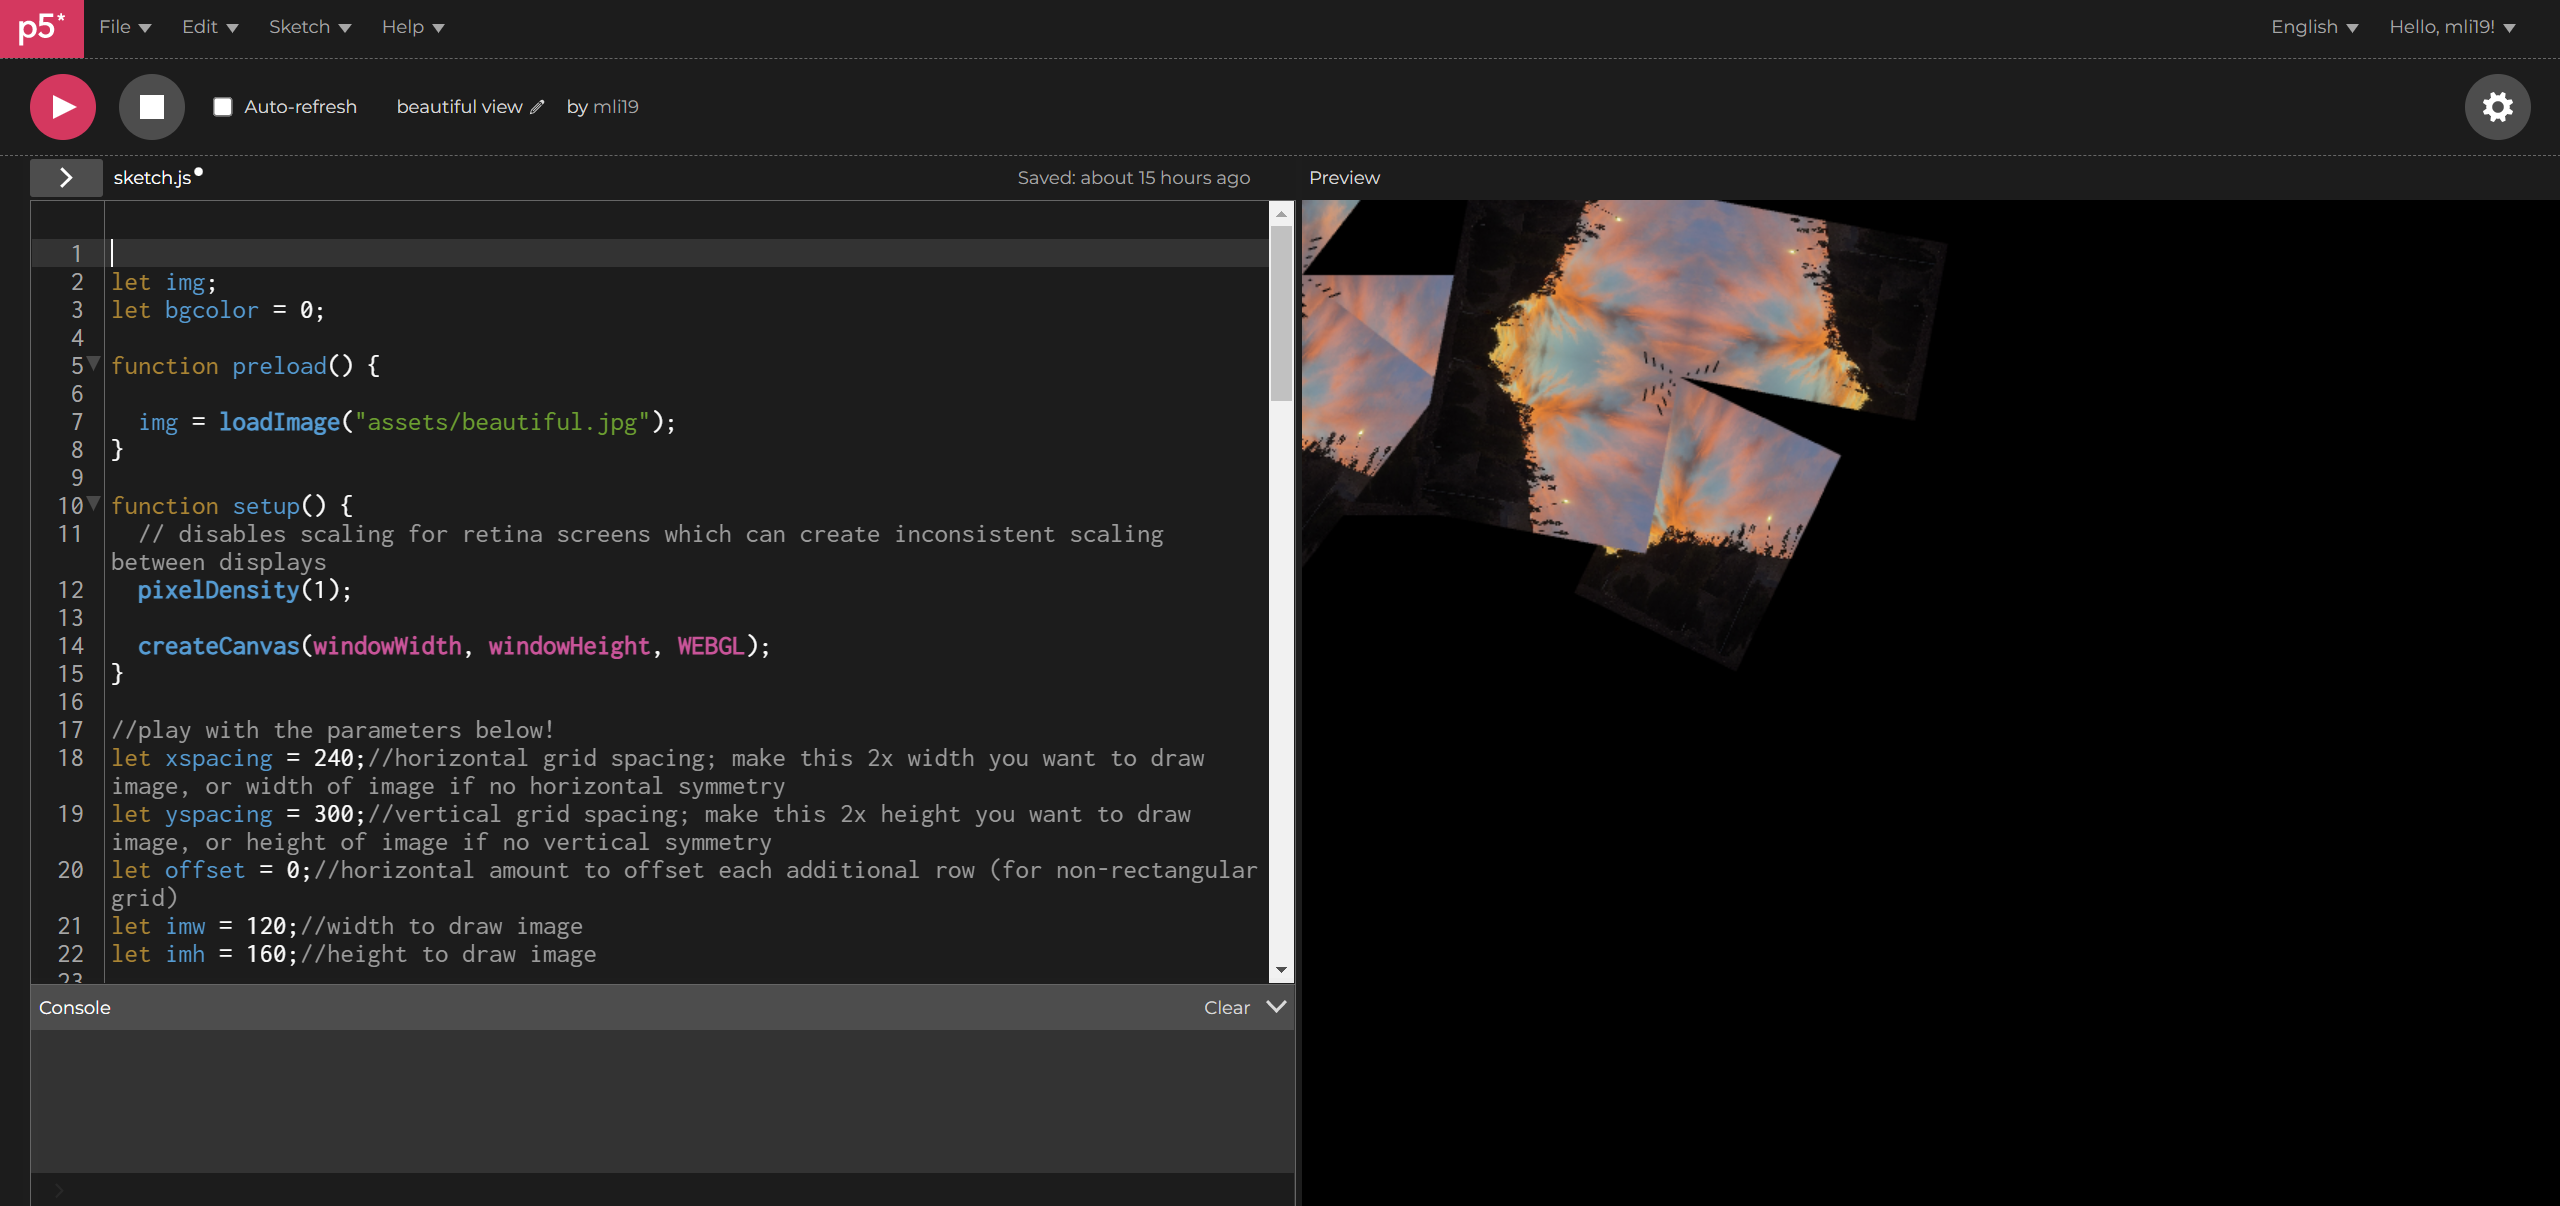 p5* File Edit Sketch Help English Hello, mli19!
Auto-refresh beautiful view by mli19
sketch.js Saved: about 15 hours ago Preview
1
2 let img;
3 let bgcolor = 0;
4
5 function preload() {
6
7 img = loadImage("assets/beautiful.jpg");
8 }
9
10 function setup() {
11 // disables scaling for retina screens which can create inconsistent scaling
between displays
12 pixelDensity(1);
13
14 createCanvas(windowWidth, windowHeight, WEBGL);
15 }
16
17 //play with the parameters below!
18 let xspacing = 240;//horizontal grid spacing; make this 2x width you want to draw
image, or width of image if no horizontal symmetry
19 let yspacing = 300;//vertical grid spacing; make this 2x height you want to draw
image, or height of image if no vertical symmetry
20 let offset = 0;//horizontal amount to offset each additional row (for non-rectangular
grid)
21 let imw = 120;//width to draw image
22 let imh = 160;//height to draw image
23
Console Clear